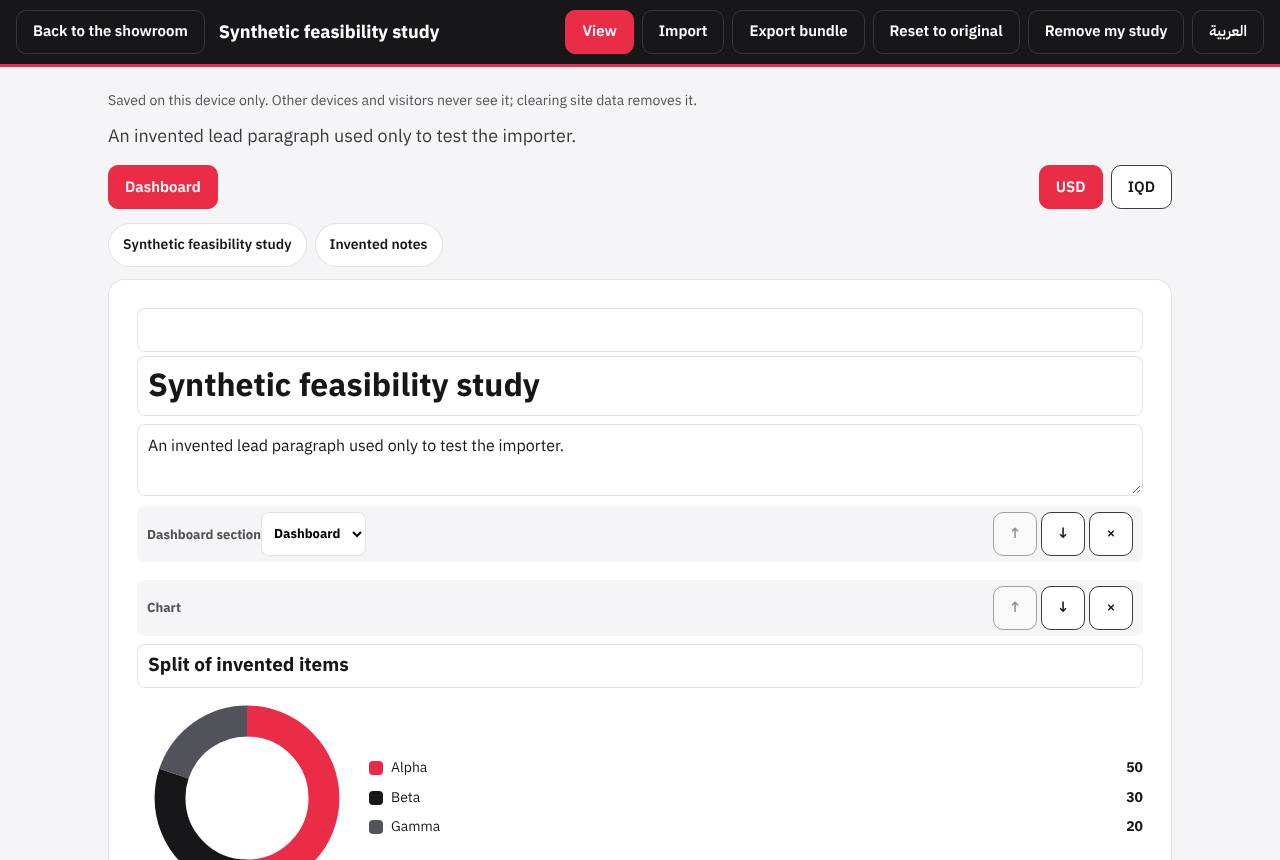 Back to the showroom
Synthetic feasibility study
View
Import
Export bundle
Reset to original
Remove my study
العربية
Saved on this device only. Other devices and visitors never see it; clearing site data removes it.
An invented lead paragraph used only to test the importer.
Dashboard
USD
IQD
Synthetic feasibility study
Invented notes
Synthetic feasibility study
An invented lead paragraph used only to test the importer.
Dashboard section
Dashboard
↑
↓
×
Chart
↑
↓
×
Split of invented items
Alpha 50
Beta 30
Gamma 20